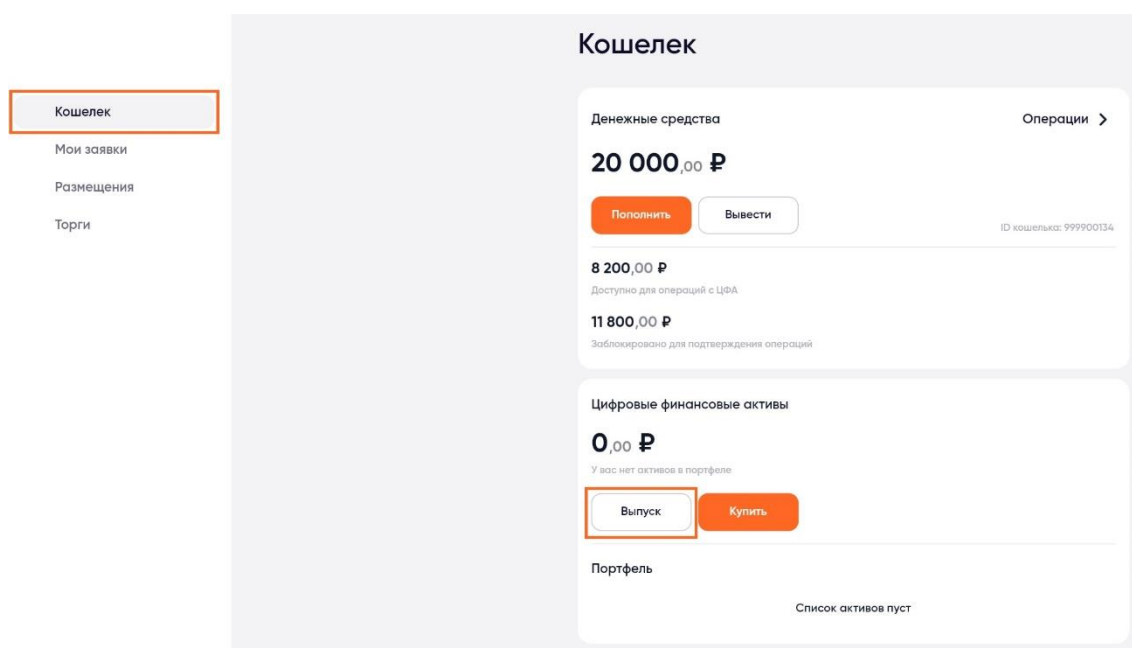 Кошелек
Кошелек
Мои заявки
Размещения
Торги
Денежные средства
Операции
20 000,00 ₽
Пополнить
Вывести
ID кошелька: 999900134
8 200,00 ₽
Доступно для операций с ЦФА
11 800,00 ₽
Заблокировано для подтверждения операций
Цифровые финансовые активы
0,00 ₽
У вас нет активов в портфеле
Выпуск
Купить
Портфель
Список активов пуст